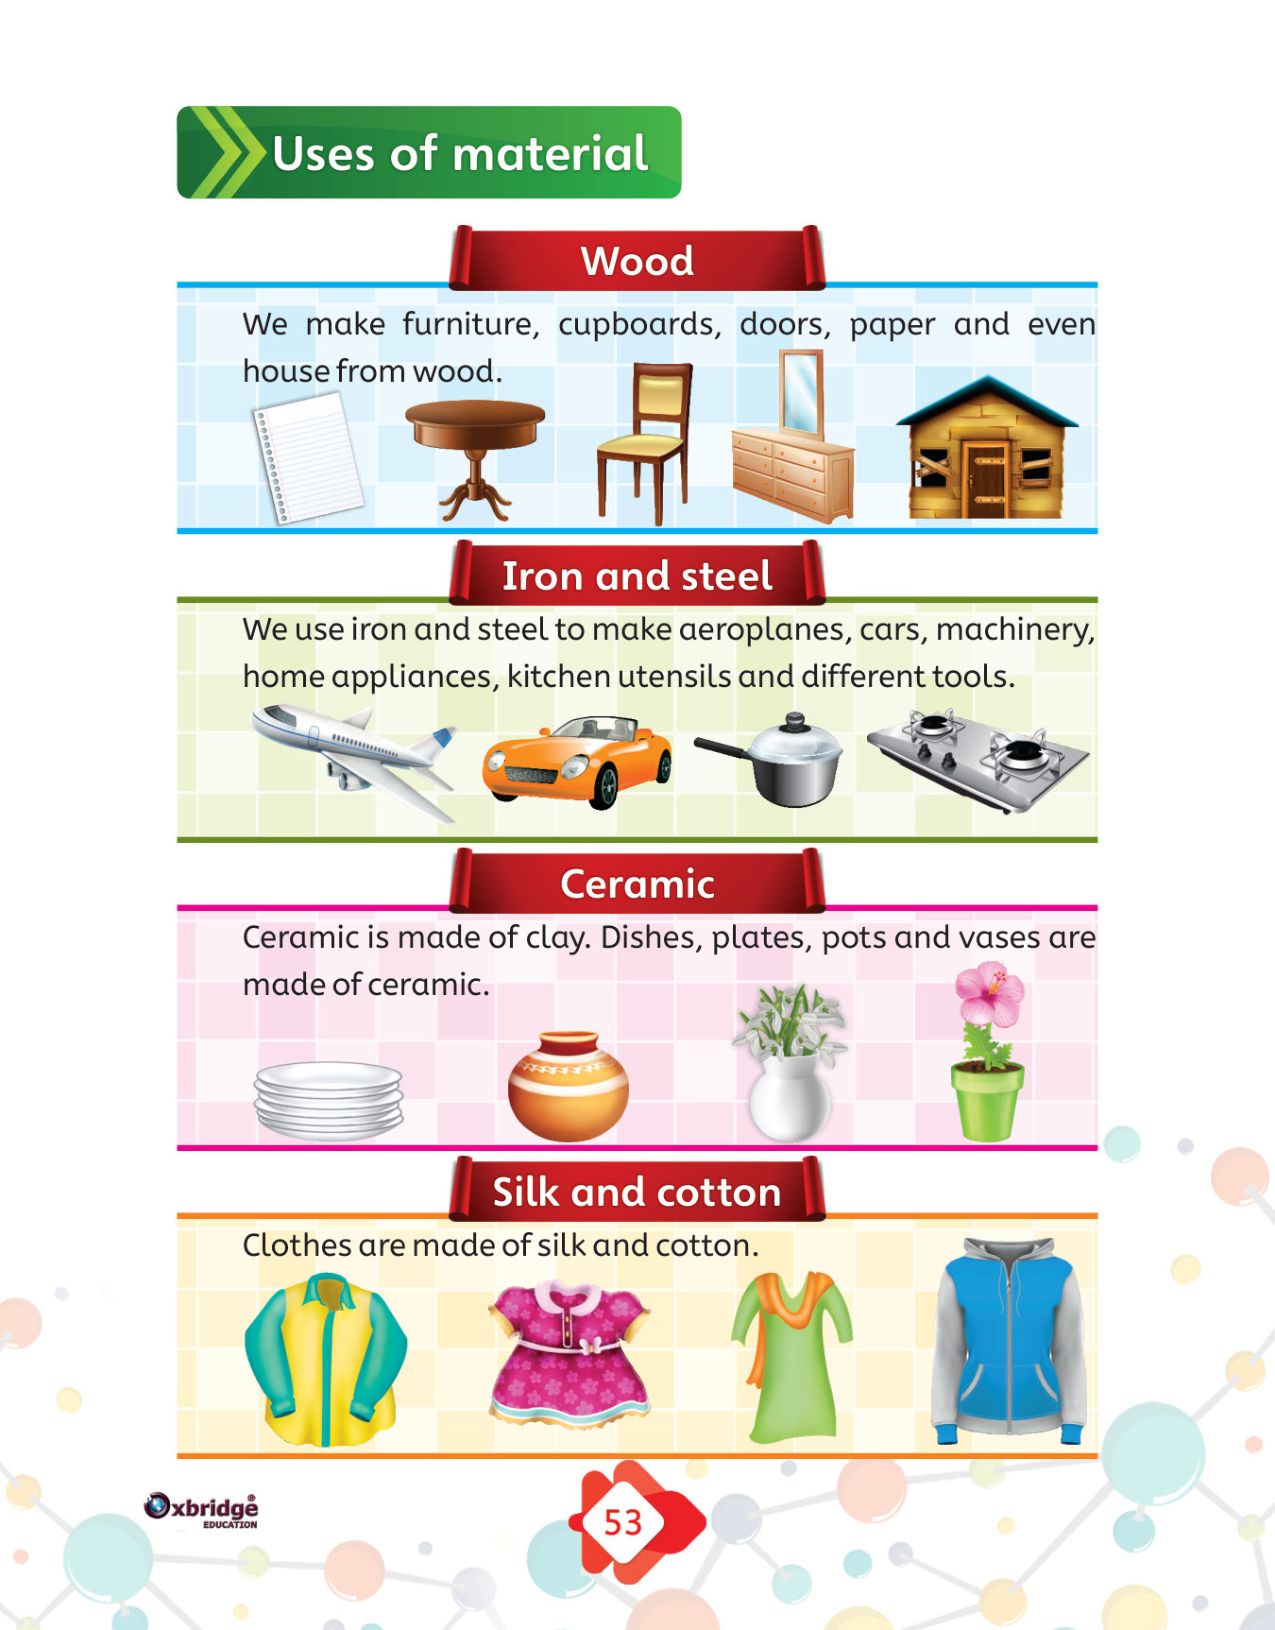 Uses of material
Wood
We make furniture, cupboards, doors, paper and even
house from wood.
Iron and steel
We use iron and steel to make aeroplanes, cars, machinery,
home appliances, kitchen utensils and different tools.
Ceramic
Ceramic is made of clay. Dishes, plates, pots and vases are
made of ceramic.
Silk and cotton
Clothes are made of silk and cotton.
Oxbridge®
EDUCATION
53